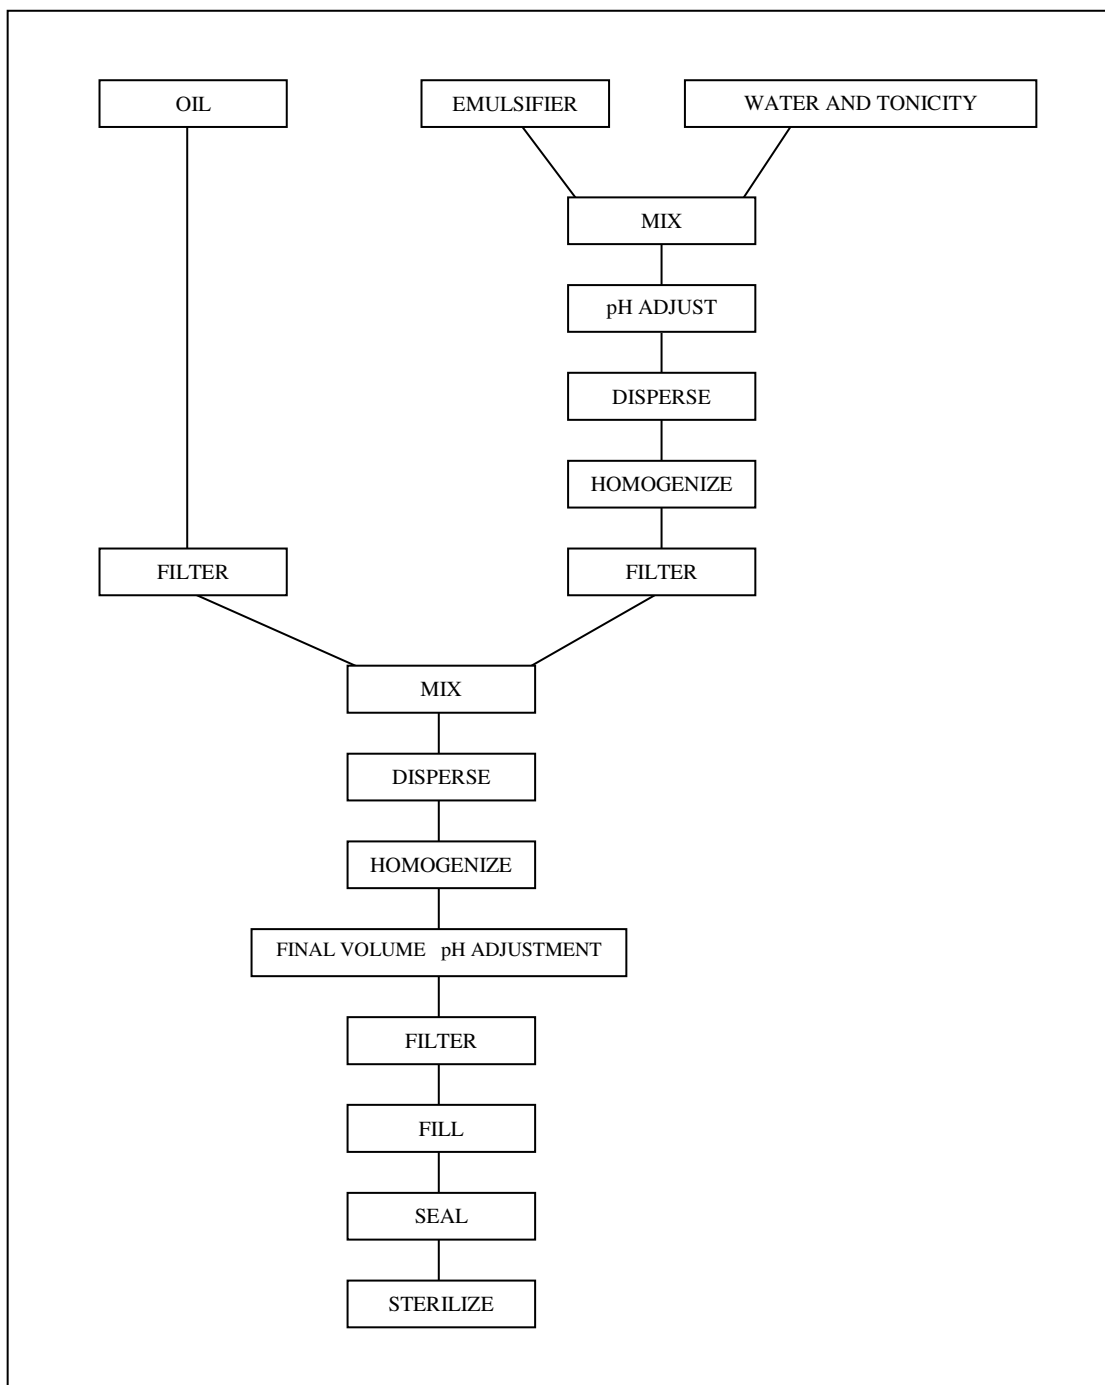 OIL
EMULSIFIER
WATER AND TONICITY
MIX
pH ADJUST
DISPERSE
HOMOGENIZE
FILTER
FILTER
MIX
DISPERSE
HOMOGENIZE
FINAL VOLUME pH ADJUSTMENT
FILTER
FILL
SEAL
STERILIZE